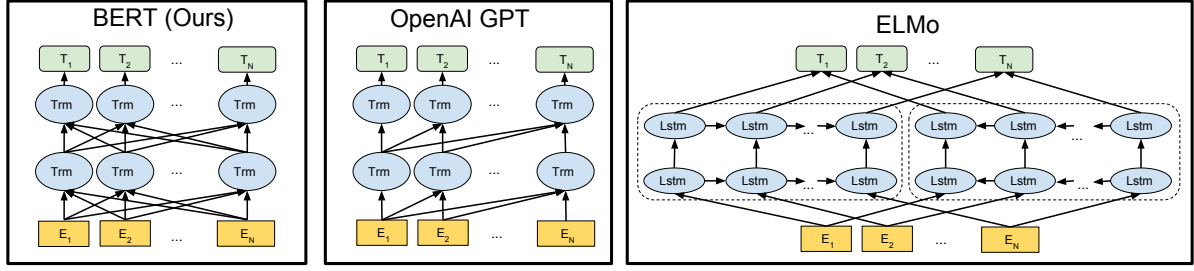 BERT (Ours)
T1 T2 ... TN
Trm Trm ... Trm
Trm Trm ... Trm
E1 E2 ... EN
OpenAI GPT
T1 T2 ... TN
Trm Trm ... Trm
Trm Trm ... Trm
E1 E2 ... EN
ELMo
T1 T2 ... TN
Lstm Lstm ... Lstm Lstm Lstm ... Lstm
Lstm Lstm ... Lstm Lstm Lstm ... Lstm
E1 E2 ... EN